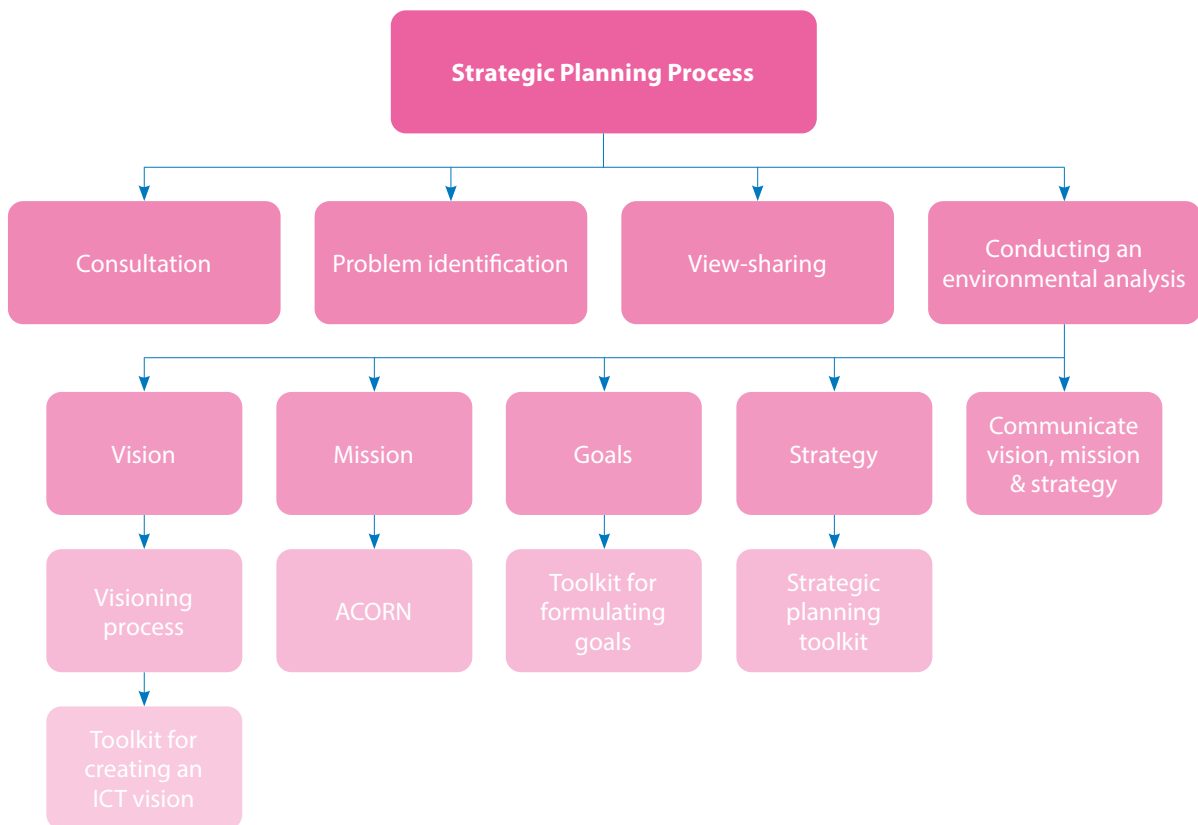 Strategic Planning Process
Consultation
Problem identification
View-sharing
Conducting an
environmental analysis
Vision
Mission
Goals
Strategy
Communicate
vision, mission
& strategy
Visioning
process
ACORN
Toolkit for
formulating
goals
Strategic
planning
toolkit
Toolkit for
creating an
ICT vision